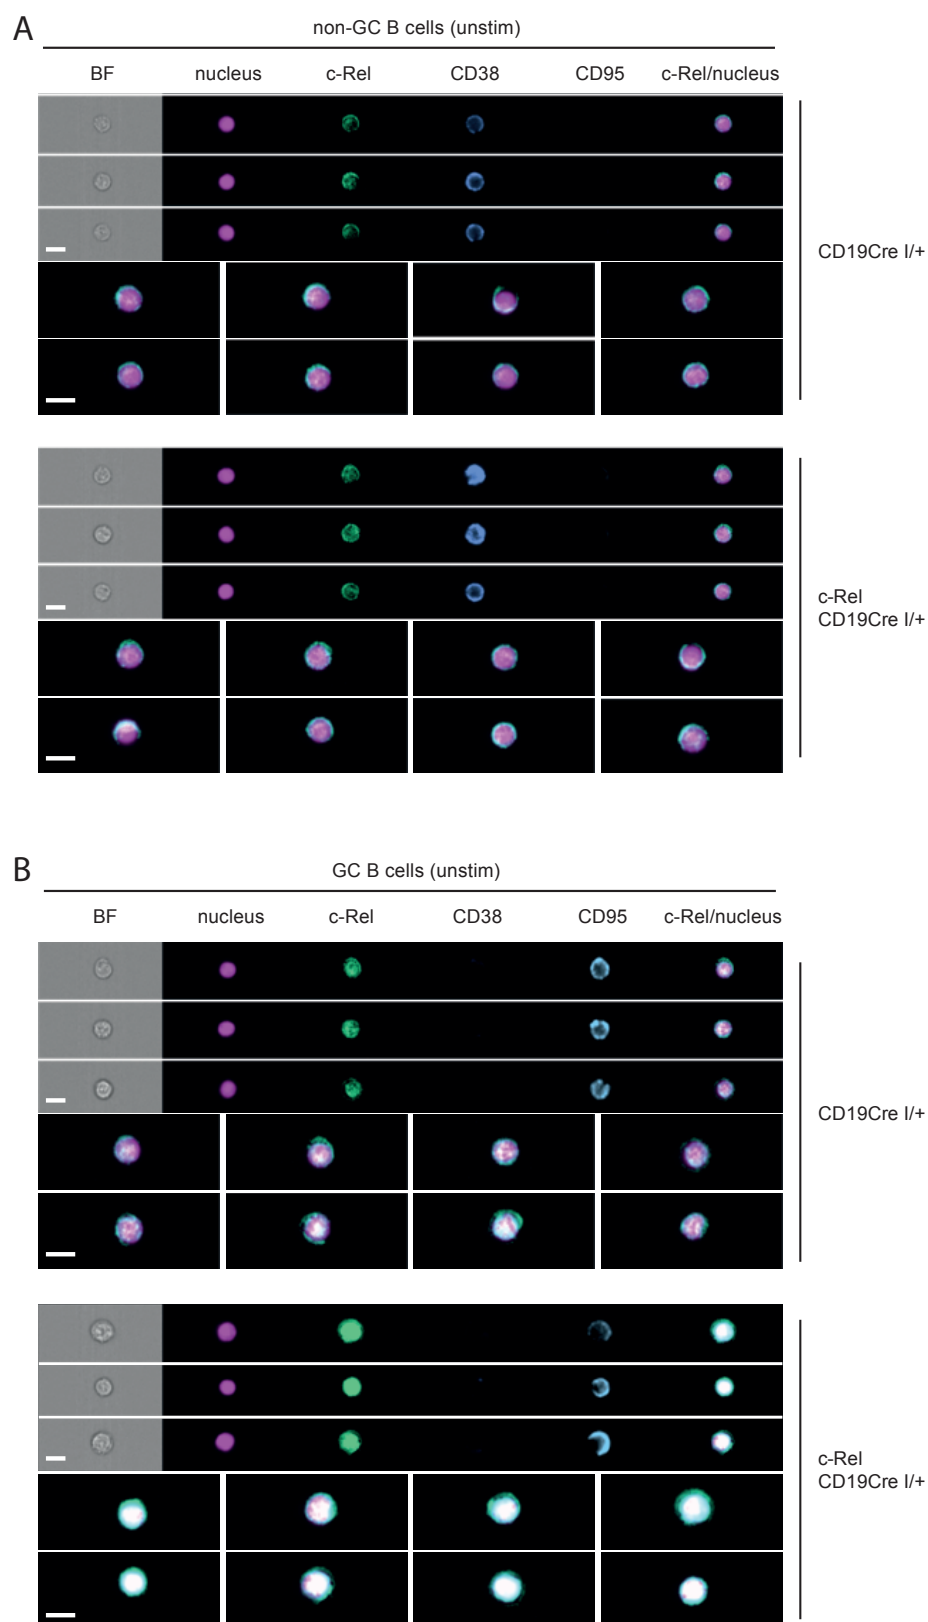 A
non-GC B cells (unstim)
BF nucleus c-Rel CD38 CD95 c-Rel/nucleus
CD19Cre I/+
c-Rel
CD19Cre I/+
B
GC B cells (unstim)
BF nucleus c-Rel CD38 CD95 c-Rel/nucleus
CD19Cre I/+
c-Rel
CD19Cre I/+